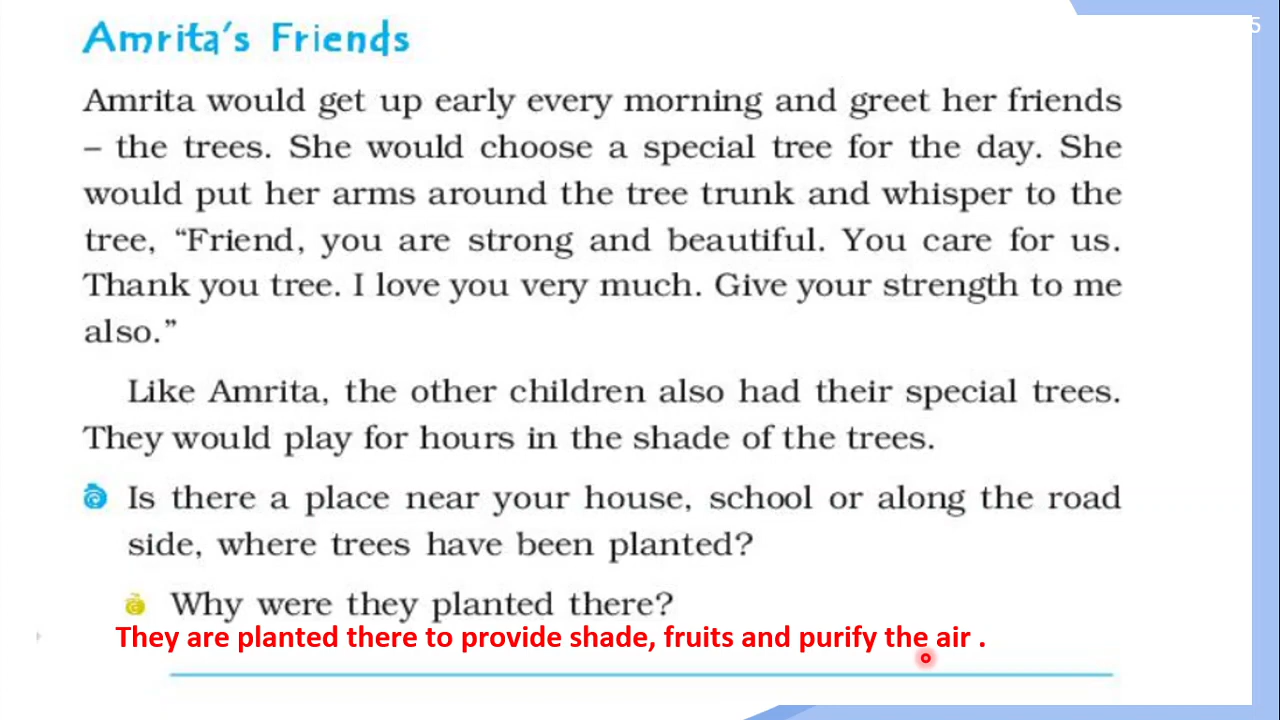 5
Amrita's Friends
Amrita would get up early every morning and greet her friends
– the trees. She would choose a special tree for the day. She
would put her arms around the tree trunk and whisper to the
tree, “Friend, you are strong and beautiful. You care for us.
Thank you tree. I love you very much. Give your strength to me
also.”
Like Amrita, the other children also had their special trees.
They would play for hours in the shade of the trees.
Is there a place near your house, school or along the road
side, where trees have been planted?
Why were they planted there?
They are planted there to provide shade, fruits and purify the air .